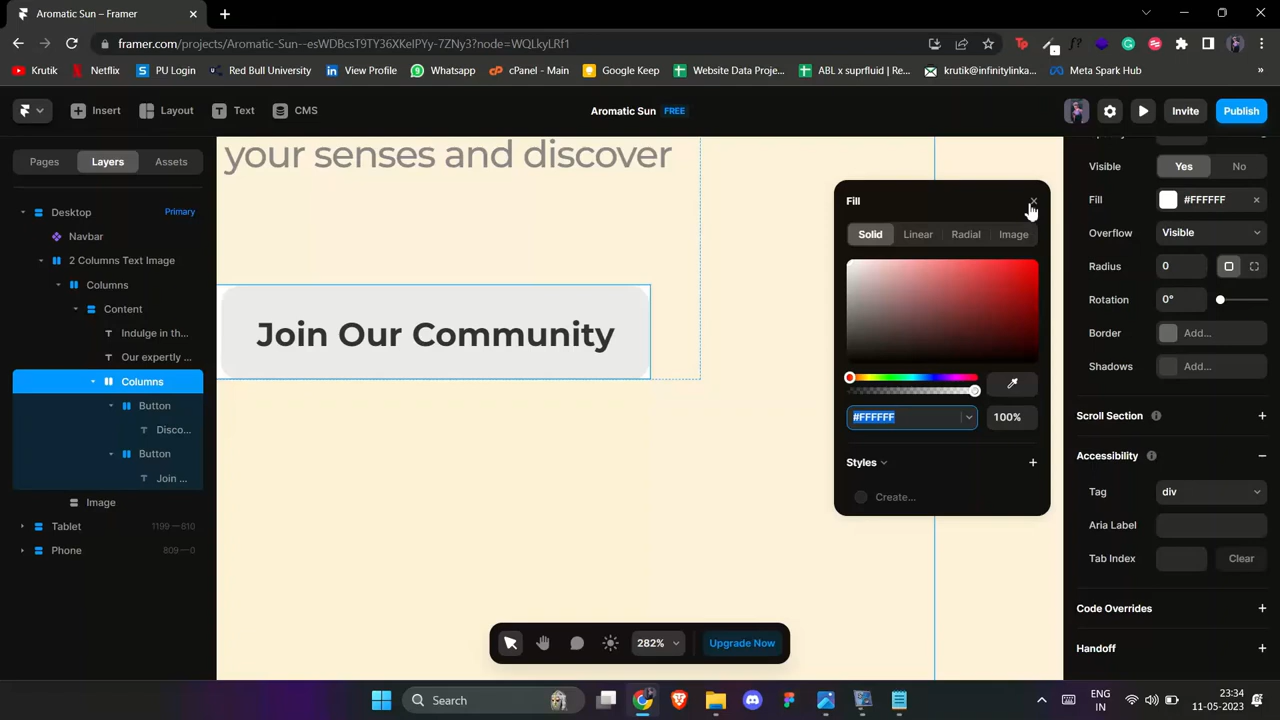 Aromatic Sun – Framer
framer.com/projects/Aromatic-Sun--esWDBcsT9TY36XKeIPYy-7ZNy3?node=WQLkyLRf1
Krutik Netflix PU Login Red Bull University View Profile Whatsapp cPanel - Main Google Keep Website Data Proje... ABL x suprfluid | Re... krutik@infinitylinka... Meta Spark Hub »
Insert Layout Text CMS Aromatic Sun FREE Invite Publish
Pages Layers Assets
Desktop Primary
Navbar
2 Columns Text Image
Columns
Content
Indulge in th...
Our expertly ...
Columns
Button
Disco...
Button
Join ...
Image
Tablet 1199 — 810
Phone 809 — 0
your senses and discover
Join Our Community
Fill
Solid Linear Radial Image
#FFFFFF 100%
Styles
Create...
Visible Yes No
Fill #FFFFFF
Overflow Visible
Radius 0
Rotation 0°
Border Add...
Shadows Add...
Scroll Section
Accessibility
Tag div
Aria Label
Tab Index Clear
Code Overrides
Handoff
282% Upgrade Now
Search
ENG
IN
23:34
11-05-2023